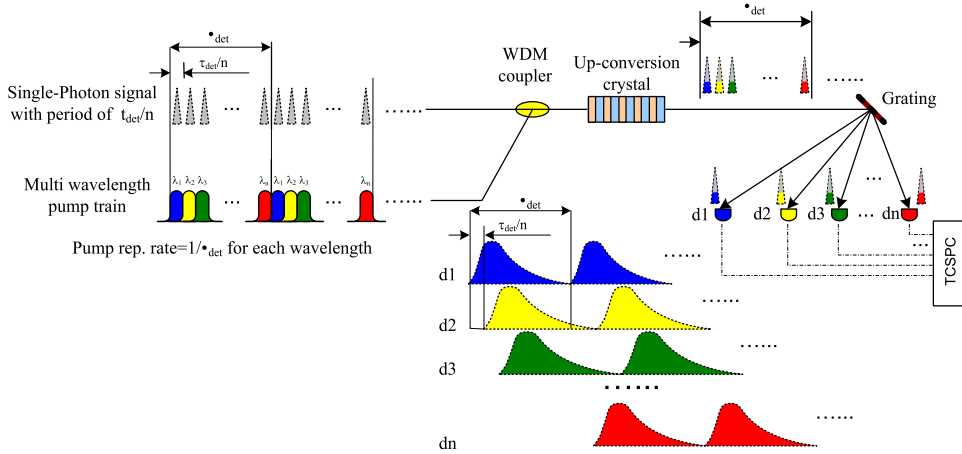 •det
τdet/n
Single-Photon signal
with period of tdet/n
... ... ......
λ1 λ2 λ3 λn λ1 λ2 λ3 λn
Multi wavelength
pump train
... ... ......
Pump rep. rate=1/•det for each wavelength
WDM
coupler
Up-conversion
crystal
•det
... ......
Grating
...
d1 d2 d3 ... dn
...
TCSPC
•det
τdet/n
d1 ......
d2 ......
d3 ......
......
dn ......